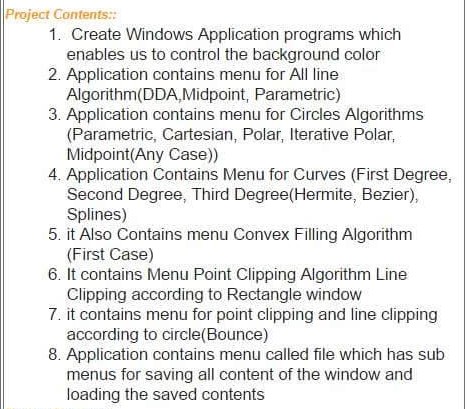 Project Contents::
1. Create Windows Application programs which
enables us to control the background color
2. Application contains menu for All line
Algorithm(DDA,Midpoint, Parametric)
3. Application contains menu for Circles Algorithms
(Parametric, Cartesian, Polar, Iterative Polar,
Midpoint(Any Case))
4. Application Contains Menu for Curves (First Degree,
Second Degree, Third Degree(Hermite, Bezier),
Splines)
5. it Also Contains menu Convex Filling Algorithm
(First Case)
6. It contains Menu Point Clipping Algorithm Line
Clipping according to Rectangle window
7. it contains menu for point clipping and line clipping
according to circle(Bounce)
8. Application contains menu called file which has sub
menus for saving all content of the window and
loading the saved contents